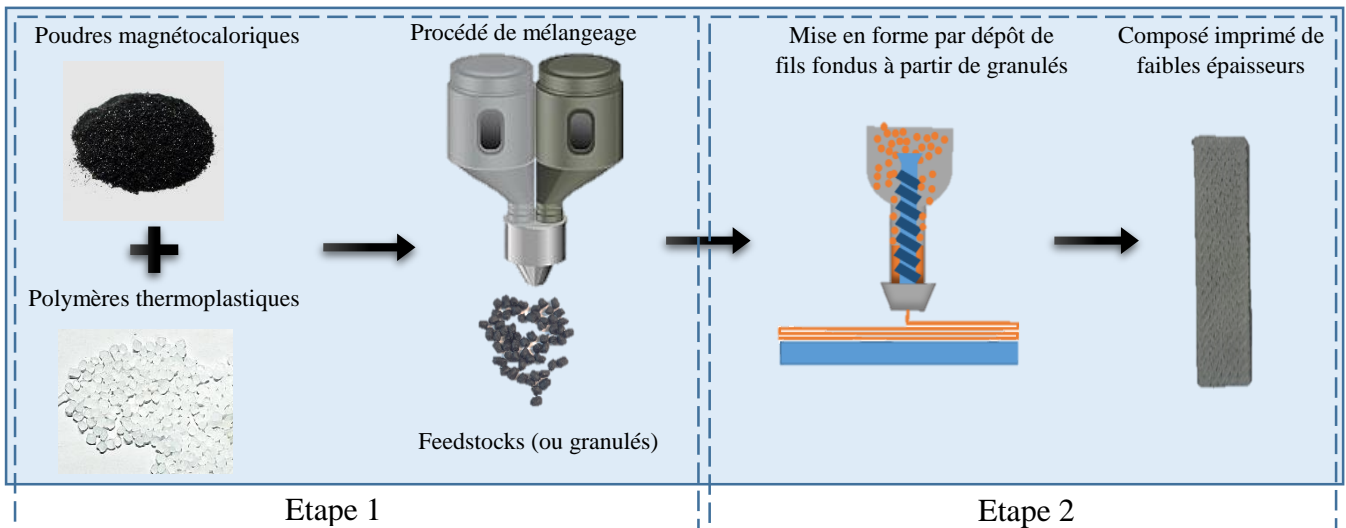 Poudres magnétocaloriques
Polymères thermoplastiques
Procédé de mélangeage
Feedstocks (ou granulés)
Mise en forme par dépôt de
fils fondus à partir de granulés
Composé imprimé de
faibles épaisseurs
Etape 1
Etape 2